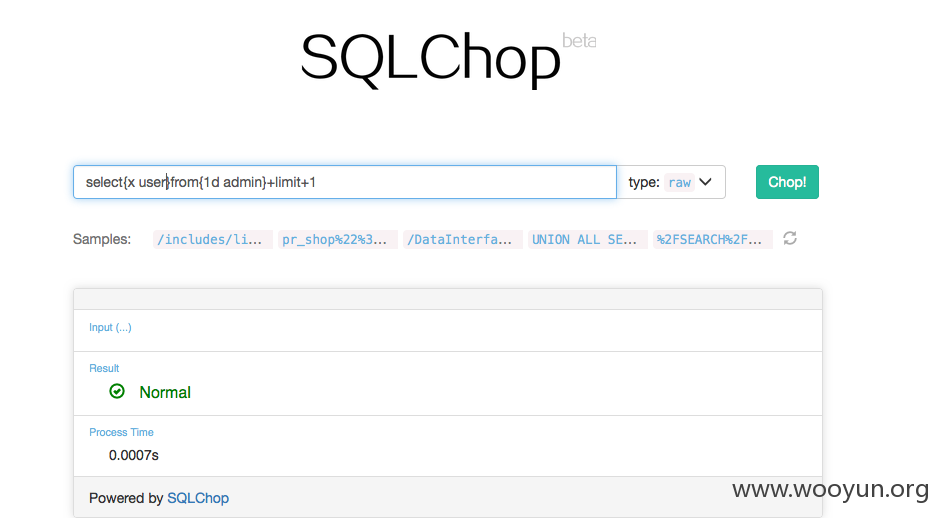 SQLChop beta
select{x user}from{1d admin}+limit+1 type: raw Chop!
Samples: /includes/li... pr_shop%22%3... /DataInterfa... UNION ALL SE... %2FSEARCH%2F...
Input (...)
Result
Normal
Process Time
0.0007s
Powered by SQLChop
www.wooyun.org